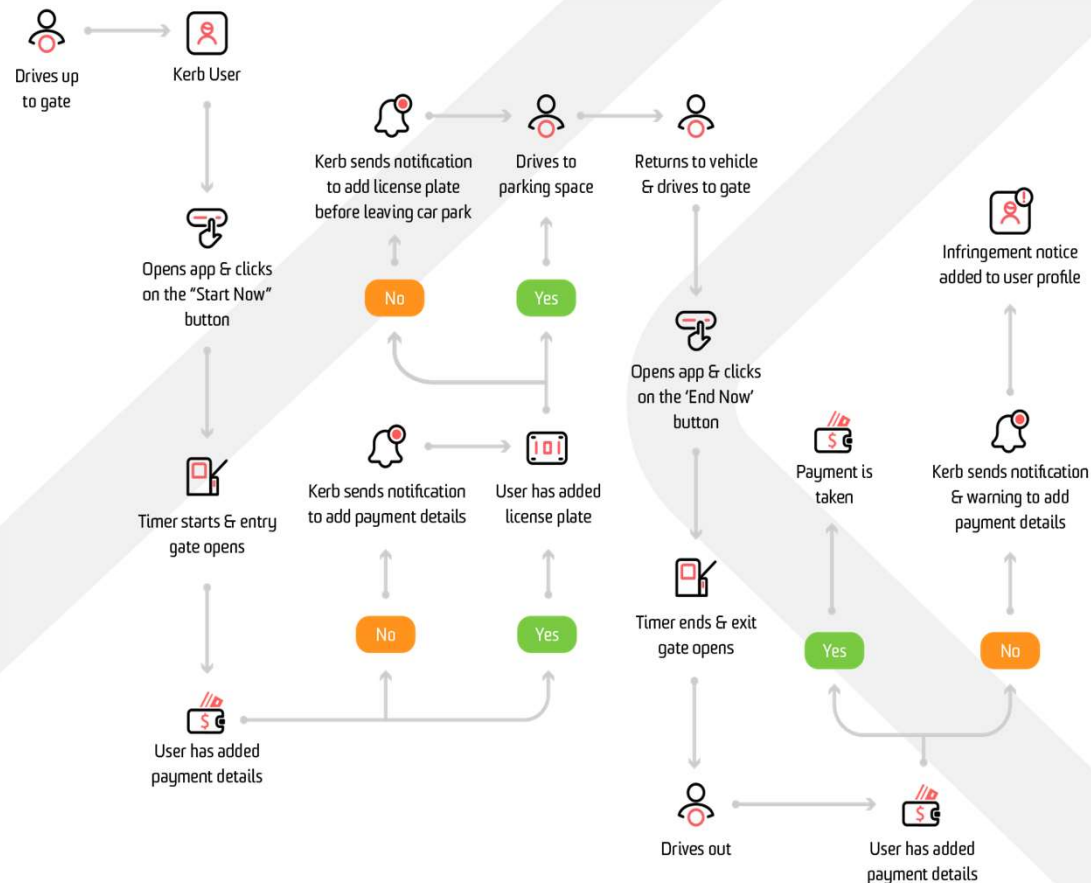 Drives up
to gate
Kerb User
Opens app & clicks
on the “Start Now”
button
Timer starts & entry
gate opens
User has added
payment details
No
Kerb sends notification
to add payment details
Yes
User has added
license plate
No
Kerb sends notification
to add license plate
before leaving car park
Yes
Drives to
parking space
Returns to vehicle
& drives to gate
Opens app & clicks
on the ‘End Now’
button
Timer ends & exit
gate opens
Drives out
User has added
payment details
Yes
Payment is
taken
No
Kerb sends notification
& warning to add
payment details
Infringement notice
added to user profile